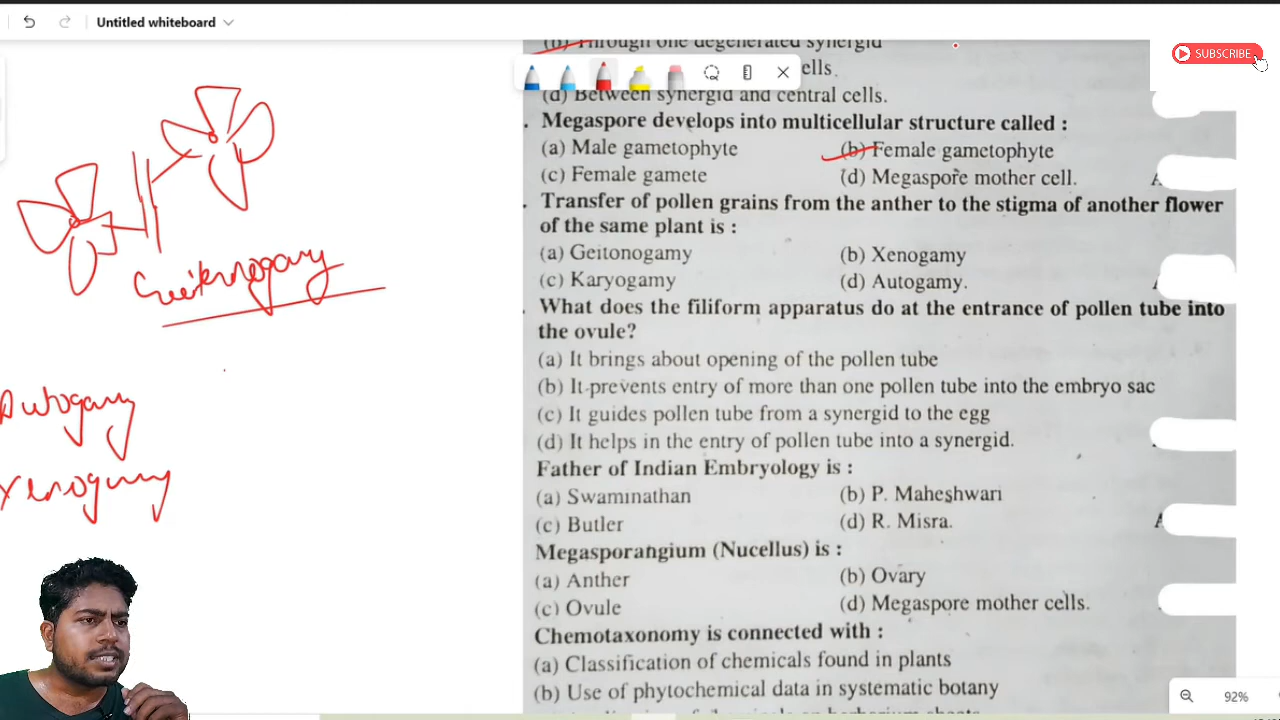 Untitled whiteboard
SUBSCRIBE
(b) Through one degenerated synergid
cells.
(d) Between synergid and central cells.
. Megaspore develops into multicellular structure called :
(a) Male gametophyte (b) Female gametophyte
(c) Female gamete (d) Megaspore mother cell.
. Transfer of pollen grains from the anther to the stigma of another flower
of the same plant is :
(a) Geitonogamy (b) Xenogamy
(c) Karyogamy (d) Autogamy.
. What does the filiform apparatus do at the entrance of pollen tube into
the ovule?
(a) It brings about opening of the pollen tube
(b) It prevents entry of more than one pollen tube into the embryo sac
(c) It guides pollen tube from a synergid to the egg
(d) It helps in the entry of pollen tube into a synergid.
Father of Indian Embryology is :
(a) Swaminathan (b) P. Maheshwari
(c) Butler (d) R. Misra.
Megasporangium (Nucellus) is :
(a) Anther (b) Ovary
(c) Ovule (d) Megaspore mother cells.
Chemotaxonomy is connected with :
(a) Classification of chemicals found in plants
(b) Use of phytochemical data in systematic botany
Autogamy
Xenogamy
92%